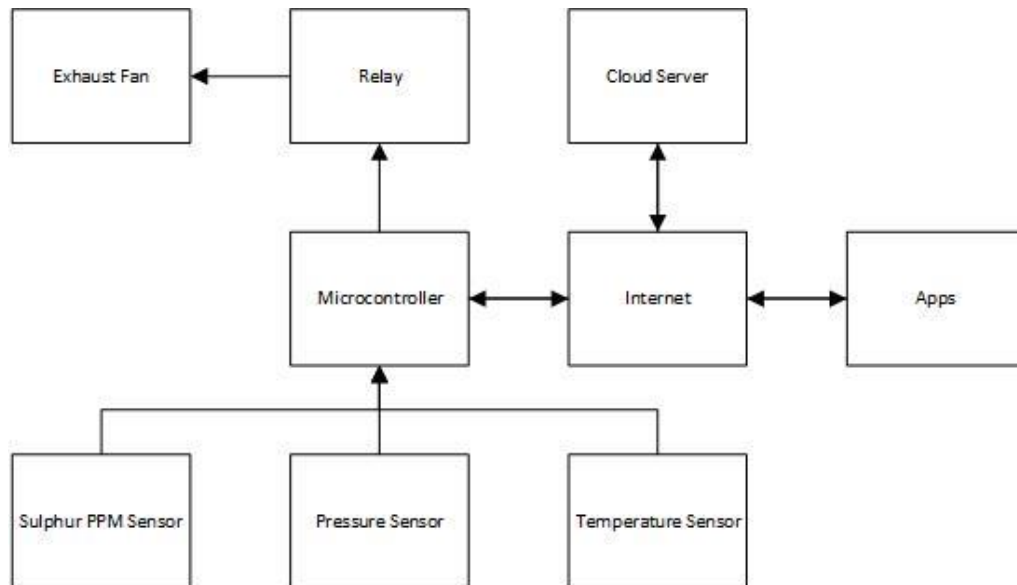 Exhaust Fan
Relay
Cloud Server
Microcontroller
Internet
Apps
Sulphur PPM Sensor
Pressure Sensor
Temperature Sensor